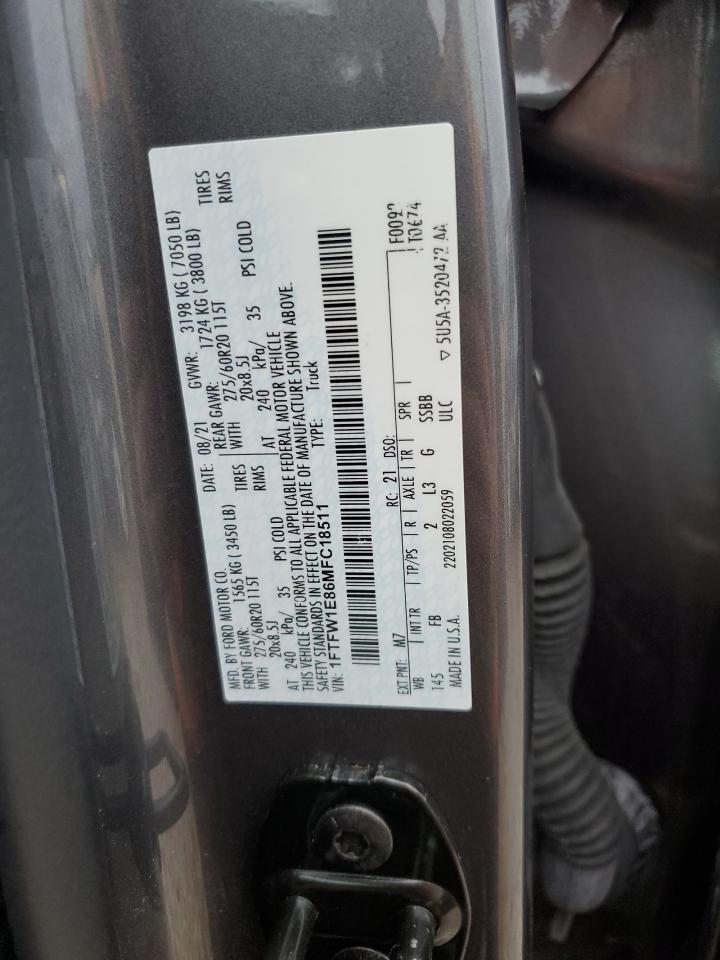 MFD. BY FORD MOTOR CO. DATE: 08/21 GVWR: 3198 KG ( 7050 LB)
FRONT GAWR: 1565 KG ( 3450 LB) REAR GAWR: 1724 KG ( 3800 LB)
WITH 275/60R20 115T TIRES WITH 275/60R20 115T TIRES
20x8.5J RIMS 20x8.5J RIMS
AT 240 kPa/ 35 PSI COLD AT 240 kPa/ 35 PSI COLD
THIS VEHICLE CONFORMS TO ALL APPLICABLE FEDERAL MOTOR VEHICLE
SAFETY STANDARDS IN EFFECT ON THE DATE OF MANUFACTURE SHOWN ABOVE.
VIN: 1FTFW1E86MFC18511 TYPE: Truck
EXT PNT: M7 RC: 21 DSO: F0092
WB INT TR TP/PS R AXLE TR SPR
145 FB 2 L3 G SSBB
ULC
MADE IN U.S.A. 2202108022059 5U5A-3520472 AA